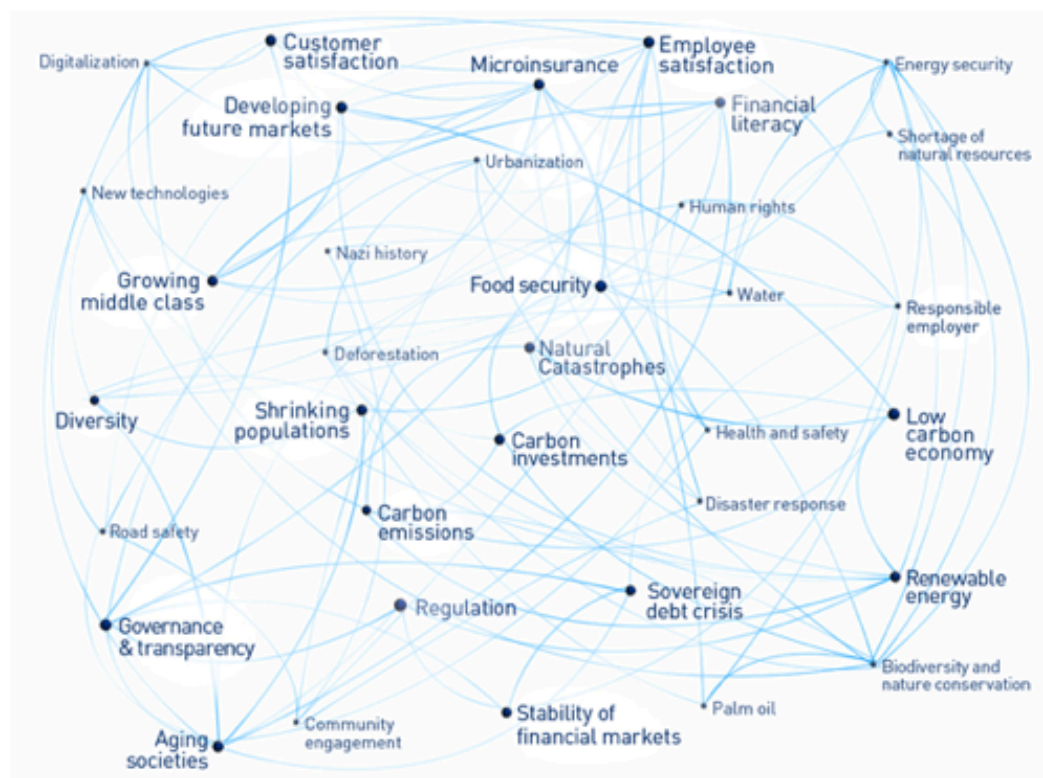 Customer
satisfaction
Employee
satisfaction
Digitalization
Microinsurance
Energy security
Developing
future markets
Financial
literacy
Shortage of
natural resources
Urbanization
New technologies
Human rights
Nazi history
Growing
middle class
Food security
Water
Responsible
employer
Deforestation
Natural
Catastrophes
Diversity
Shrinking
populations
Carbon
investments
Health and safety
Low
carbon
economy
Road safety
Carbon
emissions
Disaster response
Renewable
energy
Sovereign
debt crisis
Regulation
Governance
& transparency
Biodiversity and
nature conservation
Palm oil
Stability of
financial markets
Community
engagement
Aging
societies